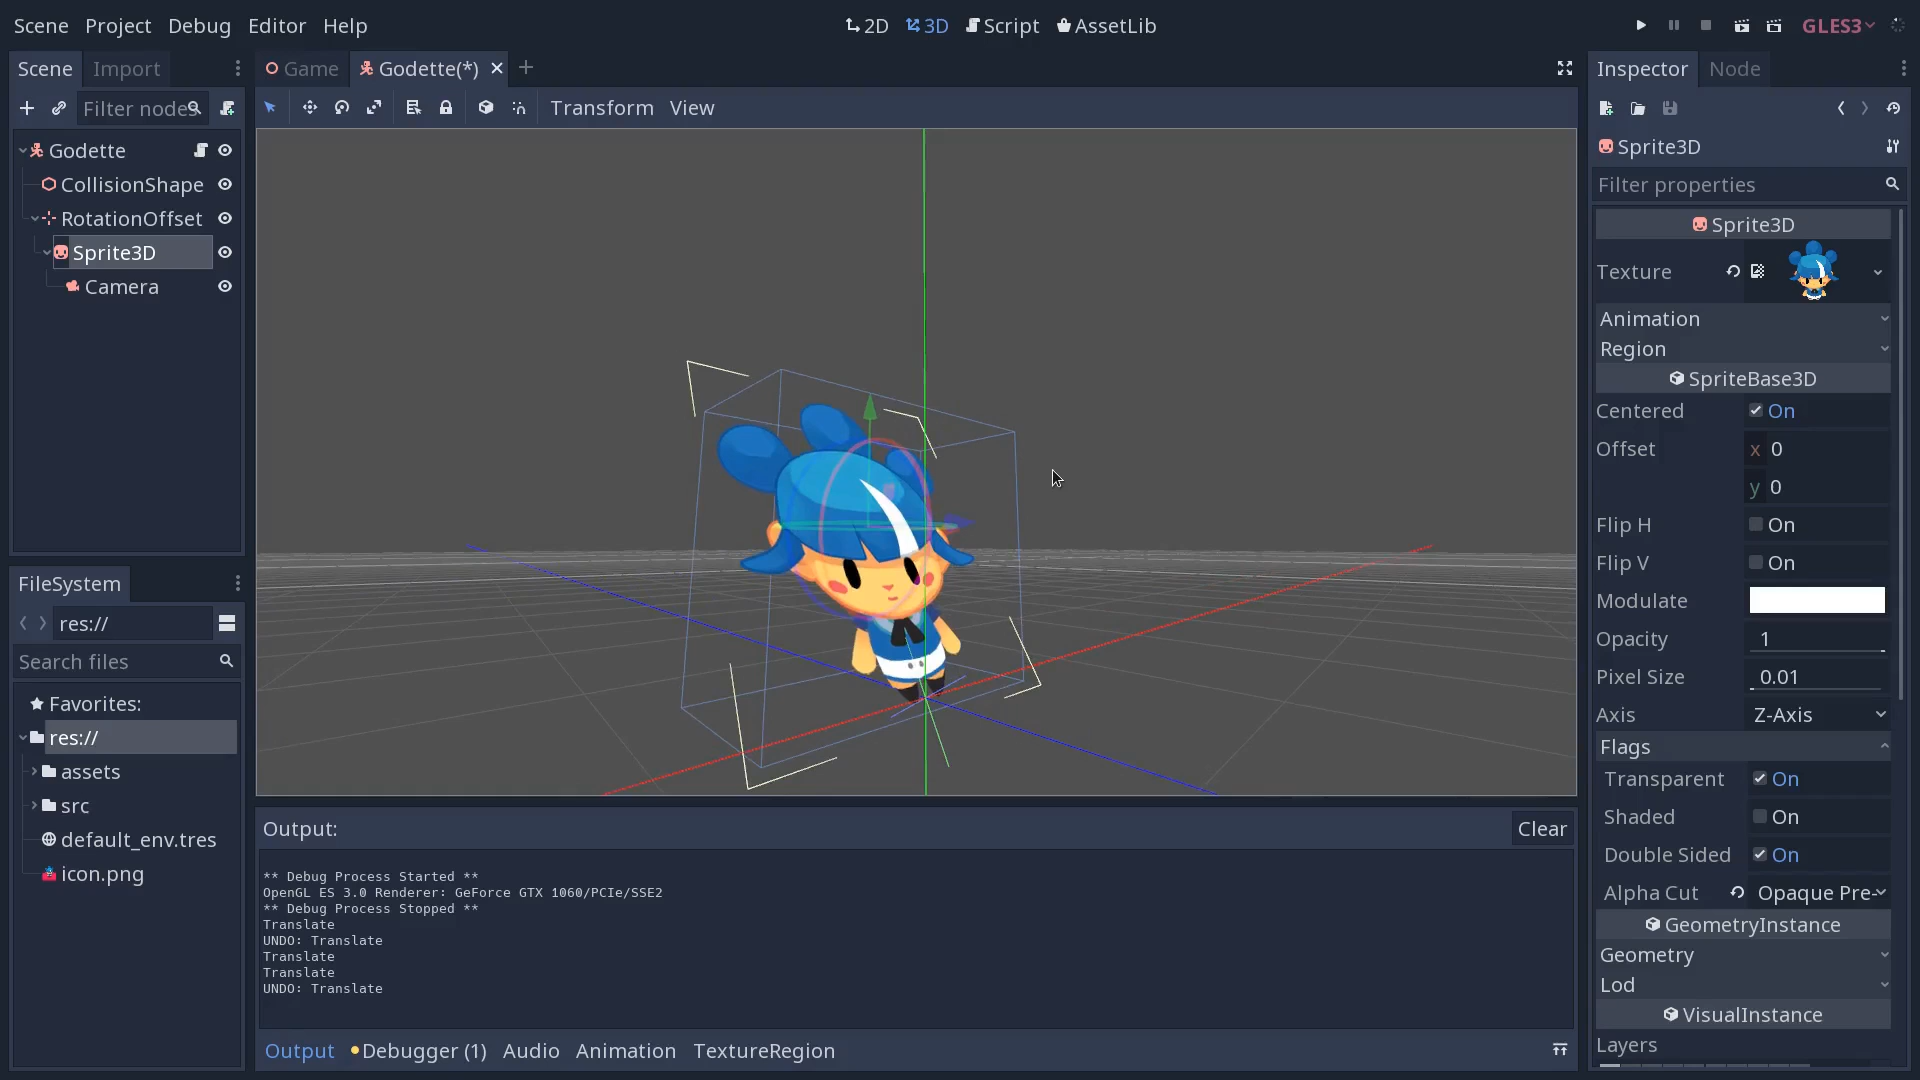 Scene Project Debug Editor Help
2D 3D Script AssetLib
GLES3
Scene Import
Filter nodes
Godette
CollisionShape
RotationOffset
Sprite3D
Camera
FileSystem
res://
Search files
Favorites:
res://
assets
src
default_env.tres
icon.png
Game Godette(*)
Transform View
Output:
Clear
** Debug Process Started **
OpenGL ES 3.0 Renderer: GeForce GTX 1060/PCIe/SSE2
** Debug Process Stopped **
Translate
UNDO: Translate
Translate
Translate
UNDO: Translate
Output Debugger (1) Audio Animation TextureRegion
Inspector Node
Sprite3D
Filter properties
Sprite3D
Texture
Animation
Region
SpriteBase3D
Centered On
Offset x 0
y 0
Flip H On
Flip V On
Modulate
Opacity 1
Pixel Size 0.01
Axis Z-Axis
Flags
Transparent On
Shaded On
Double Sided On
Alpha Cut Opaque Pre-
GeometryInstance
Geometry
Lod
VisualInstance
Layers